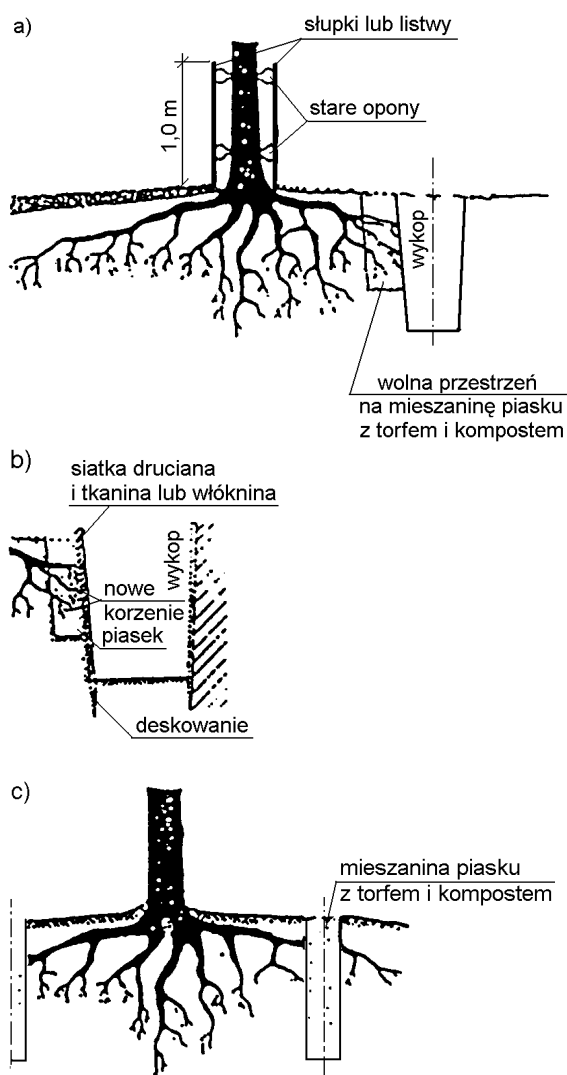 a)
słupki lub listwy
stare opony
1,0 m
wykop
wolna przestrzeń
na mieszaninę piasku
z torfem i kompostem
b)
siatka druciana
i tkanina lub włóknina
wykop
nowe
korzenie
piasek
deskowanie
c)
mieszanina piasku
z torfem i kompostem